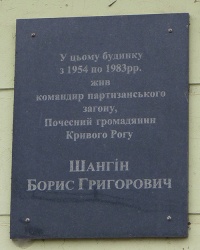 У цьому будинку
з 1954 по 1983рр.
жив
командир партизанського
загону,
Почесний громадянин
Кривого Рогу
Шангін
Борис Григорович